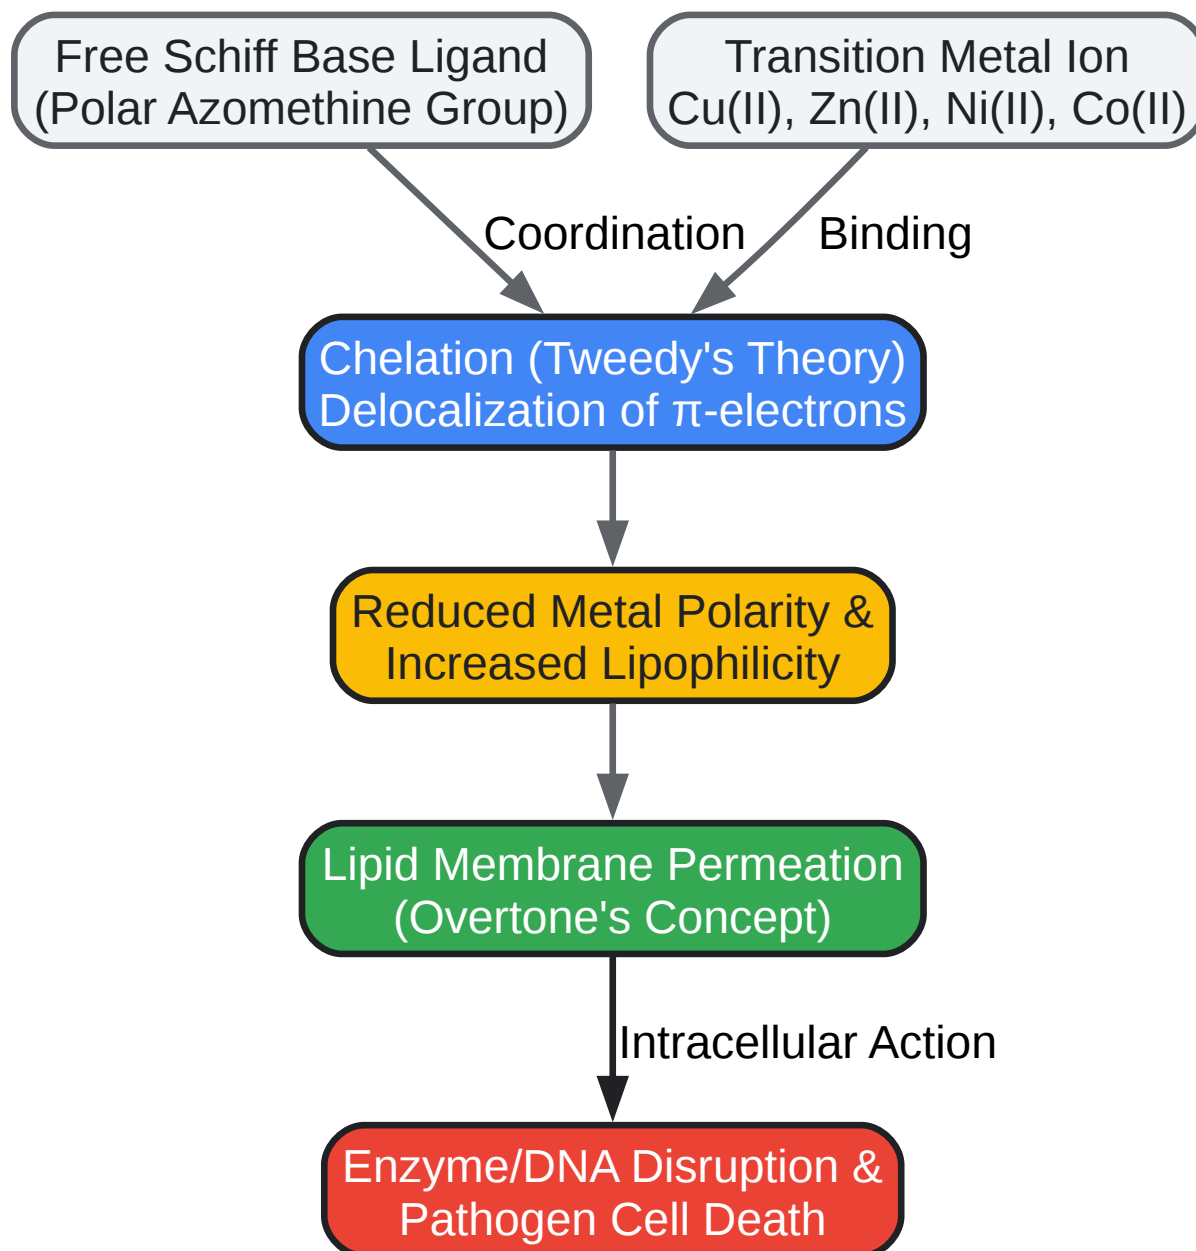 Free Schiff Base Ligand
(Polar Azomethine Group)
Transition Metal Ion
Cu(II), Zn(II), Ni(II), Co(II)
Coordination
Binding
Chelation (Tweedy's Theory)
Delocalization of π-electrons
Reduced Metal Polarity &
Increased Lipophilicity
Lipid Membrane Permeation
(Overtone's Concept)
Intracellular Action
Enzyme/DNA Disruption &
Pathogen Cell Death